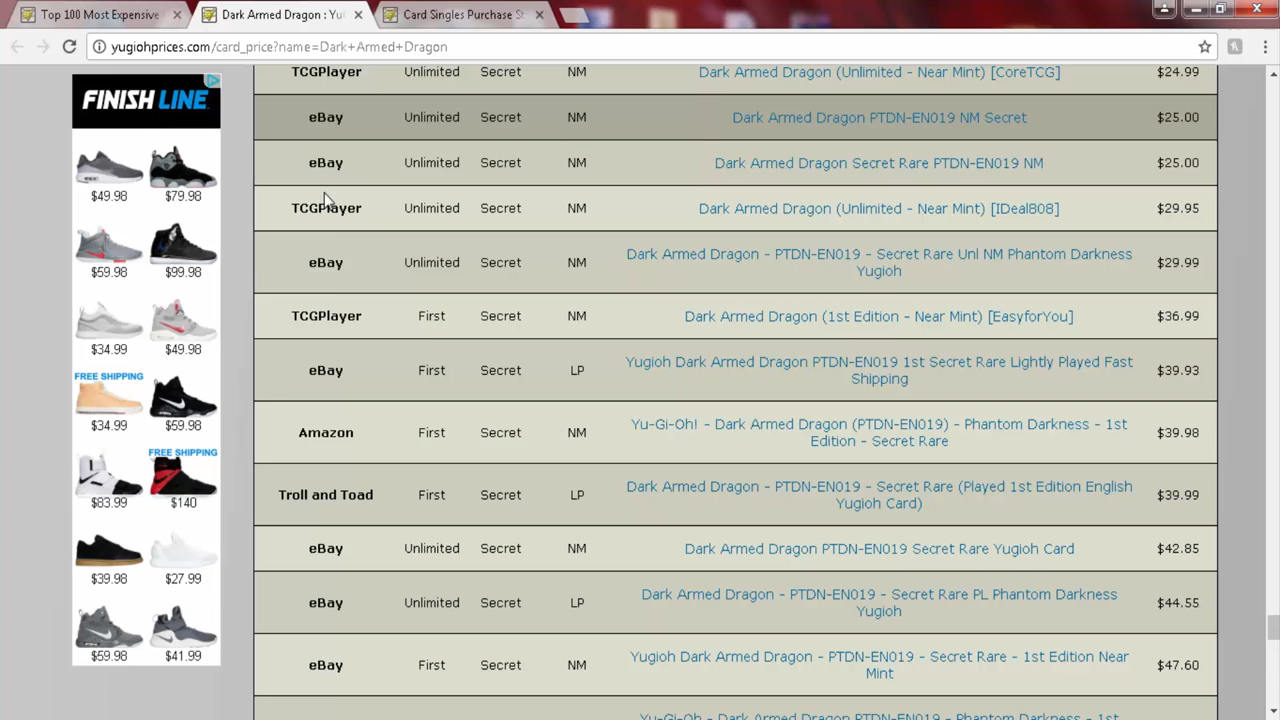 Top 100 Most Expensive
Dark Armed Dragon : Yu
Card Singles Purchase St
yugiohprices.com/card_price?name=Dark+Armed+Dragon
FINISH LINE
$49.98 $79.98
$59.98 $99.98
$34.99 $49.98
FREE SHIPPING
$34.99 $59.98
FREE SHIPPING
$83.99 $140
$39.98 $27.99
$59.98 $41.99
TCGPlayer Unlimited Secret NM Dark Armed Dragon (Unlimited - Near Mint) [CoreTCG] $24.99
eBay Unlimited Secret NM Dark Armed Dragon PTDN-EN019 NM Secret $25.00
eBay Unlimited Secret NM Dark Armed Dragon Secret Rare PTDN-EN019 NM $25.00
TCGPlayer Unlimited Secret NM Dark Armed Dragon (Unlimited - Near Mint) [IDeal808] $29.95
eBay Unlimited Secret NM Dark Armed Dragon - PTDN-EN019 - Secret Rare Unl NM Phantom Darkness $29.99
Yugioh
TCGPlayer First Secret NM Dark Armed Dragon (1st Edition - Near Mint) [EasyforYou] $36.99
eBay First Secret LP Yugioh Dark Armed Dragon PTDN-EN019 1st Secret Rare Lightly Played Fast $39.93
Shipping
Amazon First Secret NM Yu-Gi-Oh! - Dark Armed Dragon (PTDN-EN019) - Phantom Darkness - 1st $39.98
Edition - Secret Rare
Troll and Toad First Secret LP Dark Armed Dragon - PTDN-EN019 - Secret Rare (Played 1st Edition English $39.99
Yugioh Card)
eBay Unlimited Secret NM Dark Armed Dragon PTDN-EN019 Secret Rare Yugioh Card $42.85
eBay Unlimited Secret LP Dark Armed Dragon - PTDN-EN019 - Secret Rare PL Phantom Darkness $44.55
Yugioh
eBay First Secret NM Yugioh Dark Armed Dragon - PTDN-EN019 - Secret Rare - 1st Edition Near $47.60
Mint
Yu-Gi-Oh - Dark Armed Dragon - PTDN-EN019 - Phantom Darkness - 1st